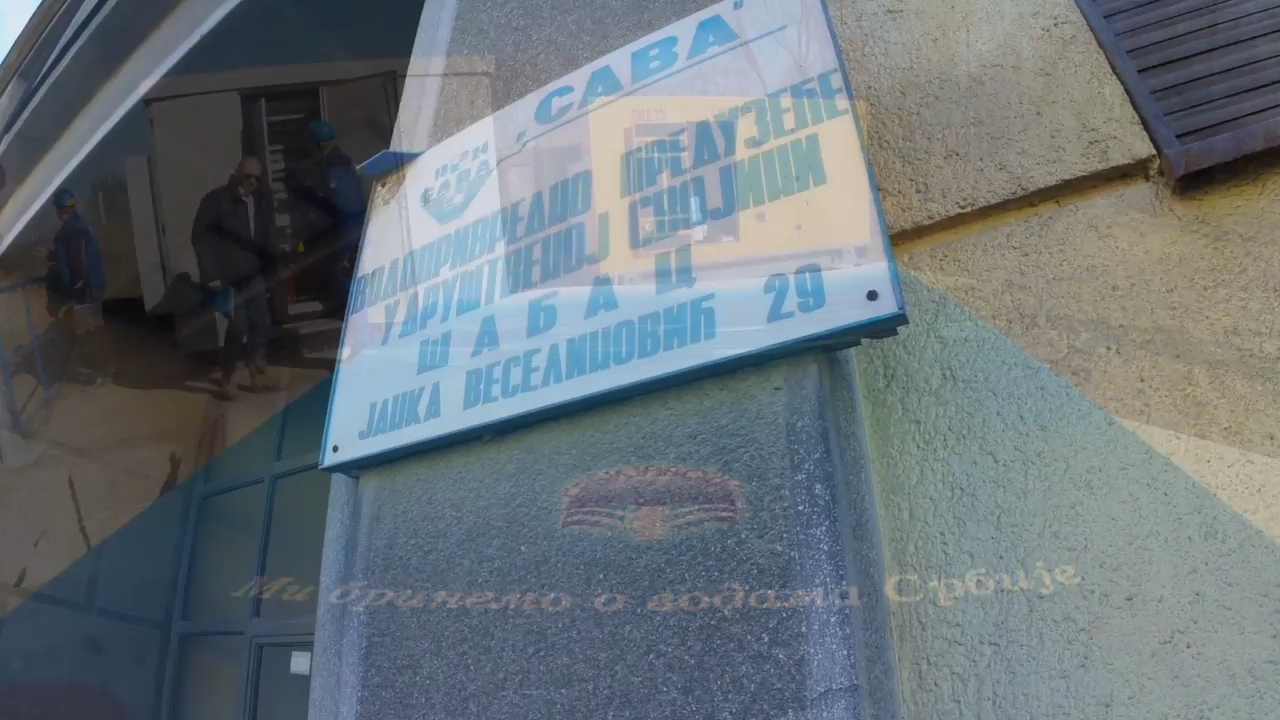 „САВА"
САВА
ВОДОПРИВРЕДНО ПРЕДУЗЕЋЕ
У ДРУШТВЕНОЈ СВОЈИНИ
Ш А Б А Ц
ЈАНКА ВЕСЕЛИНОВИЋ 29
Ми бринемо о водама Србије